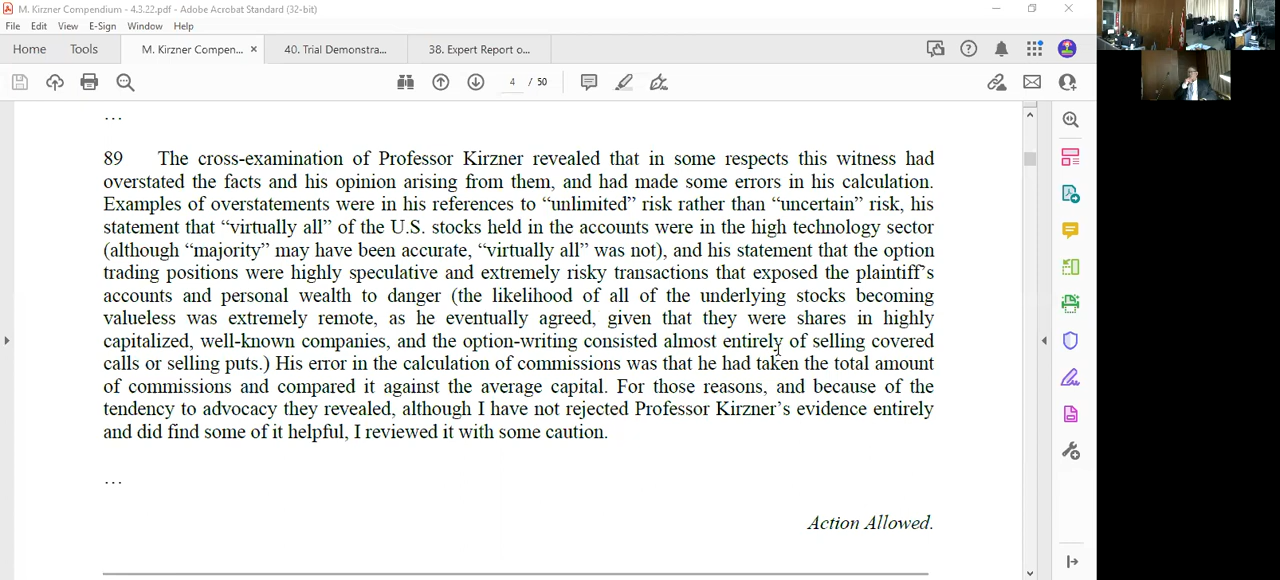 M. Kirzner Compendium - 4.3.22.pdf - Adobe Acrobat Standard (32-bit)
File Edit View E-Sign Window Help
Home Tools M. Kirzner Compen... × 40. Trial Demonstra... 38. Expert Report o...
4 / 50
...
89 The cross-examination of Professor Kirzner revealed that in some respects this witness had
overstated the facts and his opinion arising from them, and had made some errors in his calculation.
Examples of overstatements were in his references to “unlimited” risk rather than “uncertain” risk, his
statement that “virtually all” of the U.S. stocks held in the accounts were in the high technology sector
(although “majority” may have been accurate, “virtually all” was not), and his statement that the option
trading positions were highly speculative and extremely risky transactions that exposed the plaintiff’s
accounts and personal wealth to danger (the likelihood of all of the underlying stocks becoming
valueless was extremely remote, as he eventually agreed, given that they were shares in highly
capitalized, well-known companies, and the option-writing consisted almost entirely of selling covered
calls or selling puts.) His error in the calculation of commissions was that he had taken the total amount
of commissions and compared it against the average capital. For those reasons, and because of the
tendency to advocacy they revealed, although I have not rejected Professor Kirzner’s evidence entirely
and did find some of it helpful, I reviewed it with some caution.
...
Action Allowed.